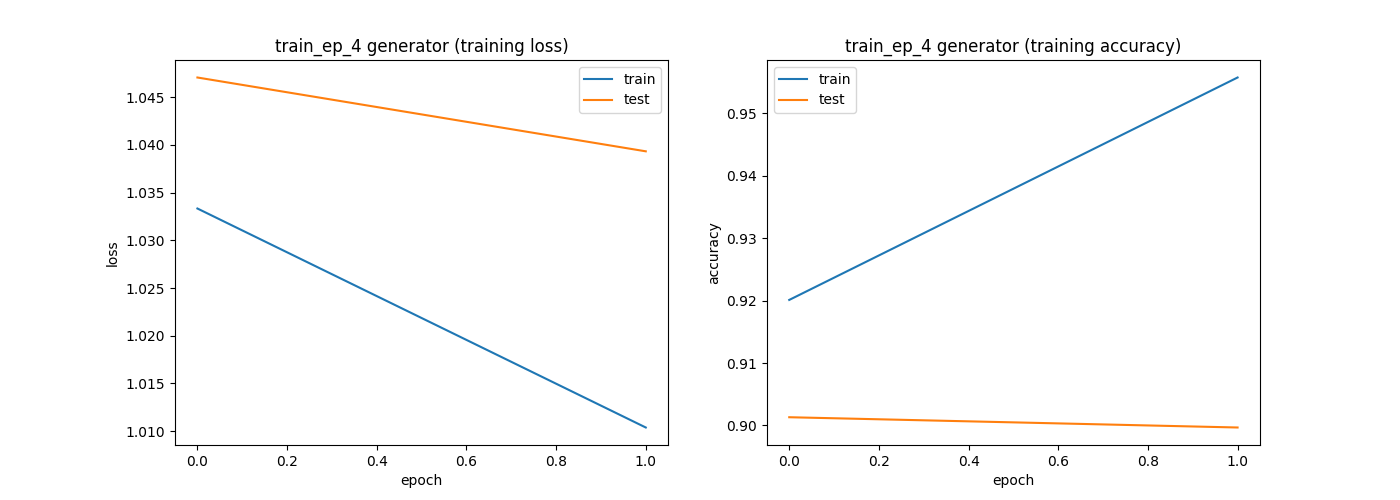 train_ep_4 generator (training loss)
train
test
1.045
1.040
1.035
1.030
1.025
1.020
1.015
1.010
loss
0.0 0.2 0.4 0.6 0.8 1.0
epoch
train_ep_4 generator (training accuracy)
train
test
0.95
0.94
0.93
0.92
0.91
0.90
accuracy
0.0 0.2 0.4 0.6 0.8 1.0
epoch